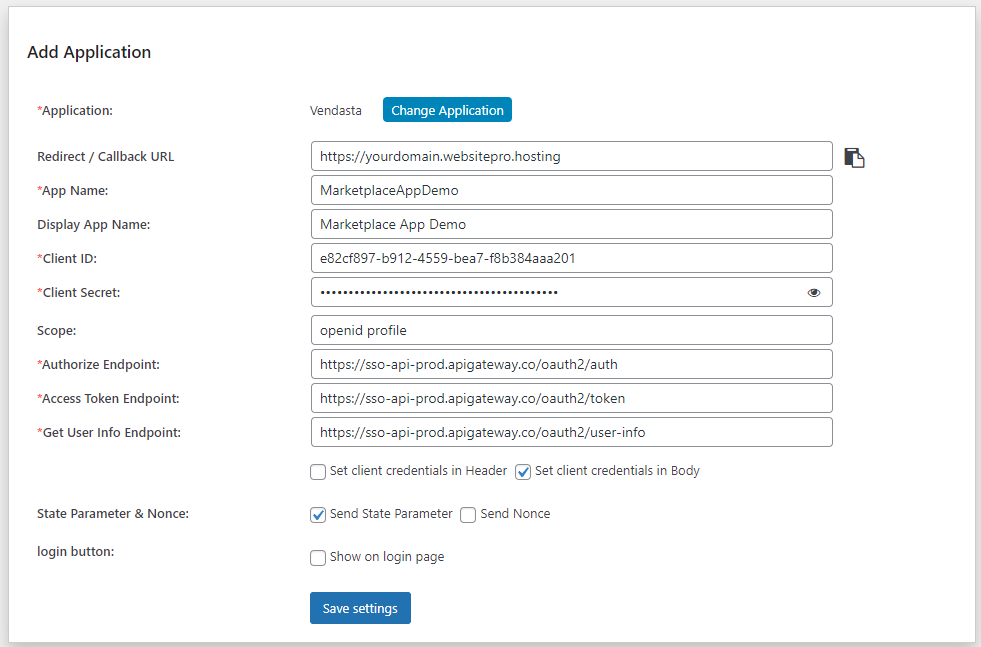 Add Application
*Application: Vendasta Change Application
Redirect / Callback URL https://yourdomain.websitepro.hosting
*App Name: MarketplaceAppDemo
Display App Name: Marketplace App Demo
*Client ID: e82cf897-b912-4559-bea7-f8b384aaa201
*Client Secret: ••••••••••••••••••••••••••••••••••••••••••
Scope: openid profile
*Authorize Endpoint: https://sso-api-prod.apigateway.co/oauth2/auth
*Access Token Endpoint: https://sso-api-prod.apigateway.co/oauth2/token
*Get User Info Endpoint: https://sso-api-prod.apigateway.co/oauth2/user-info
Set client credentials in Header Set client credentials in Body
State Parameter & Nonce: Send State Parameter Send Nonce
login button: Show on login page
Save settings